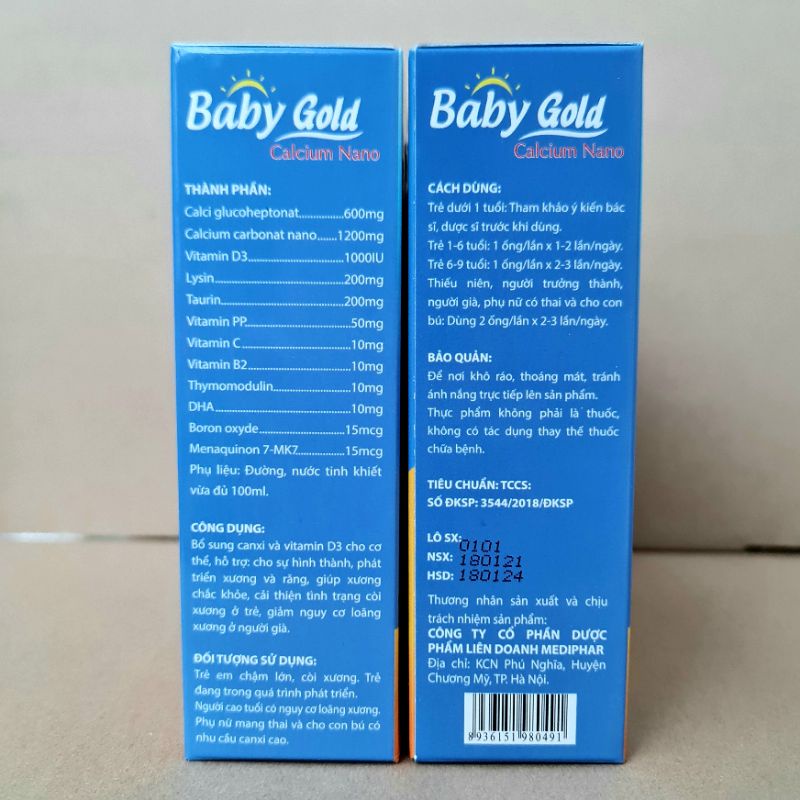 Baby Gold
Calcium Nano
THÀNH PHẦN:
Calci glucoheptonat...............600mg
Calcium carbonat nano......1200mg
Vitamin D3..........................1000IU
Lysin......................................200mg
Taurin....................................200mg
Vitamin PP..............................50mg
Vitamin C................................10mg
Vitamin B2..............................10mg
Thymomodulin.......................10mg
DHA........................................10mg
Boron oxyde..........................15mcg
Menaquinon 7-MK7...............15mcg
Phụ liệu: Đường, nước tinh khiết
vừa đủ 100ml.
CÔNG DỤNG:
Bổ sung canxi và vitamin D3 cho cơ
thể, hỗ trợ: cho sự hình thành, phát
triển xương và răng, giúp xương
chắc khỏe, cải thiện tình trạng còi
xương ở trẻ, giảm nguy cơ loãng
xương ở người già.
ĐỐI TƯỢNG SỬ DỤNG:
Trẻ em chậm lớn, còi xương. Trẻ
đang trong quá trình phát triển.
Người cao tuổi có nguy cơ loãng xương.
Phụ nữ mang thai và cho con bú có
nhu cầu canxi cao.
Baby Gold
Calcium Nano
CÁCH DÙNG:
Trẻ dưới 1 tuổi: Tham khảo ý kiến bác
sĩ, dược sĩ trước khi dùng.
Trẻ 1-6 tuổi: 1 ống/lần x 1-2 lần/ngày.
Trẻ 6-9 tuổi: 1 ống/lần x 2-3 lần/ngày.
Thiếu niên, người trưởng thành,
người già, phụ nữ có thai và cho con
bú: Dùng 2 ống/lần x 2-3 lần/ngày.
BẢO QUẢN:
Để nơi khô ráo, thoáng mát, tránh
ánh nắng trực tiếp lên sản phẩm.
Thực phẩm không phải là thuốc,
không có tác dụng thay thế thuốc
chữa bệnh.
TIÊU CHUẨN: TCCS:
SỐ ĐKSP: 3544/2018/ĐKSP
LÔ SX: 0101
NSX: 180121
HSD: 180124
Thương nhân sản xuất và chịu
trách nhiệm sản phẩm:
CÔNG TY CỔ PHẦN DƯỢC
PHẨM LIÊN DOANH MEDIPHAR
Địa chỉ: KCN Phú Nghĩa, Huyện
Chương Mỹ, TP. Hà Nội.
8 936151 980491